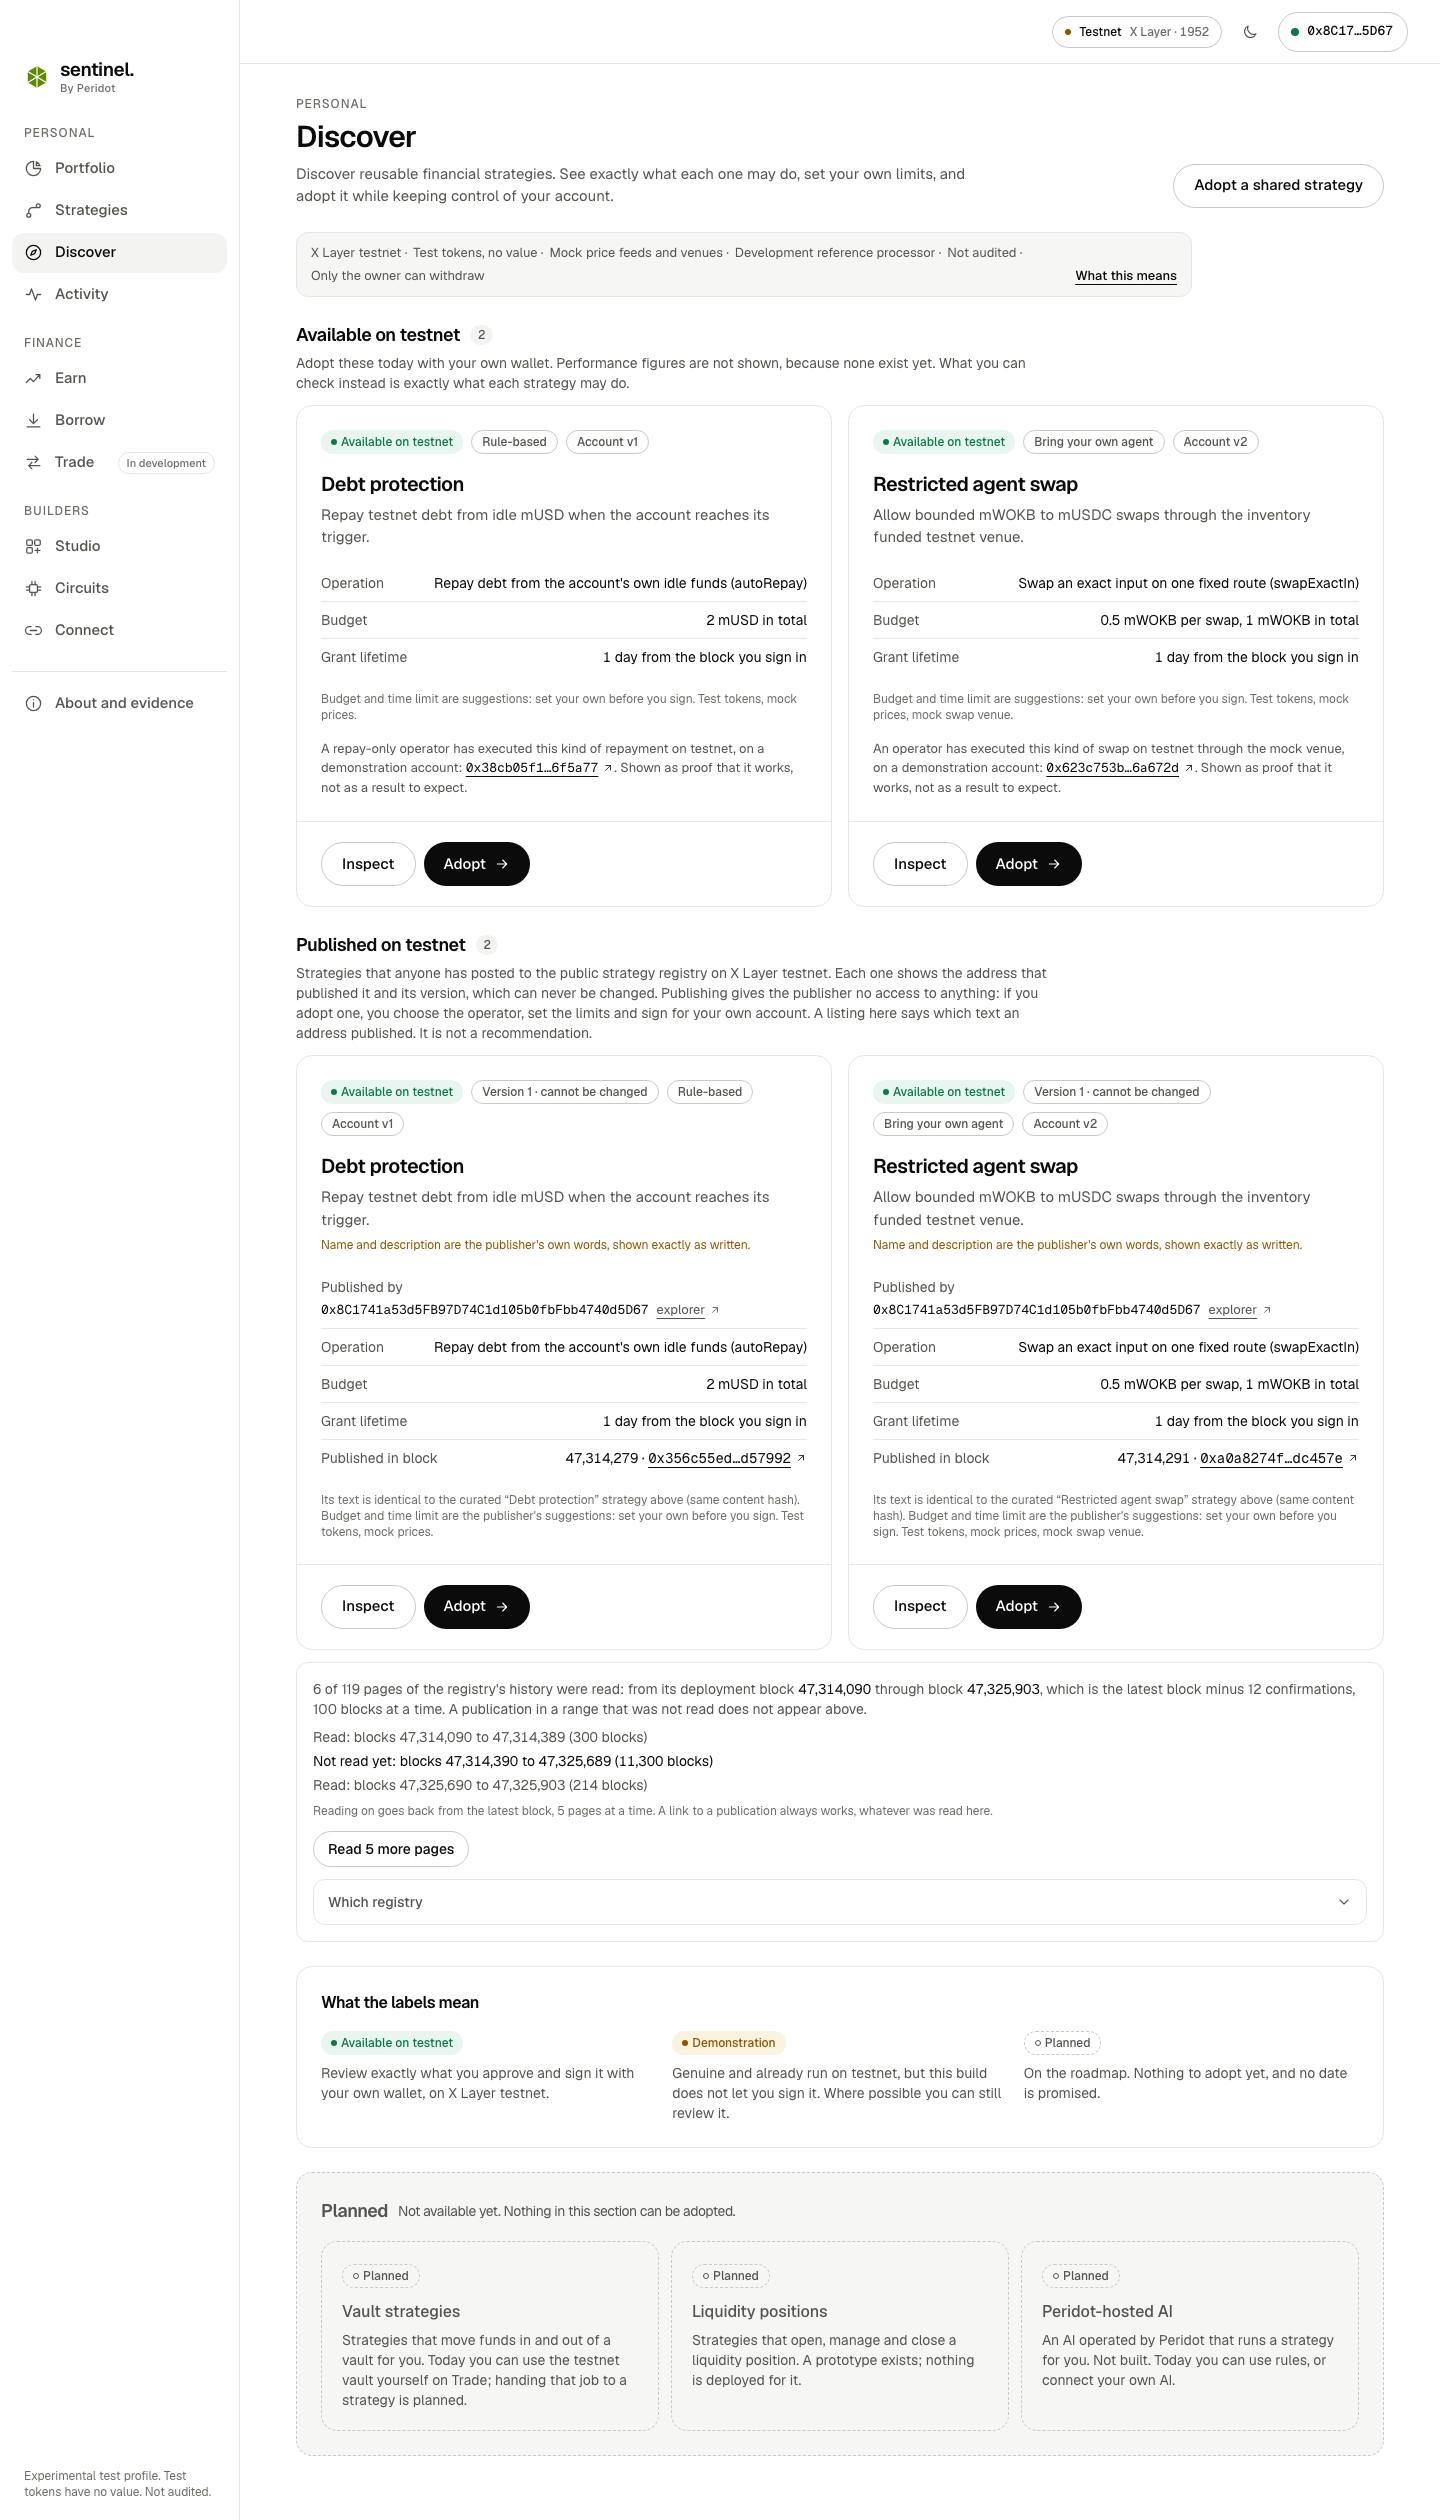 sentinel.
By Peridot
PERSONAL
Portfolio
Strategies
Discover
Activity
FINANCE
Earn
Borrow
Trade
In development
BUILDERS
Studio
Circuits
Connect
About and evidence
Experimental test profile. Test
tokens have no value. Not audited.
Testnet X Layer · 1952
0x8C17…5D67
PERSONAL
Discover
Discover reusable financial strategies. See exactly what each one may do, set your own limits, and
adopt it while keeping control of your account.
Adopt a shared strategy
X Layer testnet · Test tokens, no value · Mock price feeds and venues · Development reference processor · Not audited ·
Only the owner can withdraw
What this means
Available on testnet 2
Adopt these today with your own wallet. Performance figures are not shown, because none exist yet. What you can
check instead is exactly what each strategy may do.
Available on testnet
Rule-based
Account v1
Debt protection
Repay testnet debt from idle mUSD when the account reaches its
trigger.
Operation Repay debt from the account's own idle funds (autoRepay)
Budget 2 mUSD in total
Grant lifetime 1 day from the block you sign in
Budget and time limit are suggestions: set your own before you sign. Test tokens, mock
prices.
A repay-only operator has executed this kind of repayment on testnet, on a
demonstration account: 0x38cb05f1…6f5a77 ↗. Shown as proof that it works,
not as a result to expect.
Inspect
Adopt →
Available on testnet
Bring your own agent
Account v2
Restricted agent swap
Allow bounded mWOKB to mUSDC swaps through the inventory
funded testnet venue.
Operation Swap an exact input on one fixed route (swapExactIn)
Budget 0.5 mWOKB per swap, 1 mWOKB in total
Grant lifetime 1 day from the block you sign in
Budget and time limit are suggestions: set your own before you sign. Test tokens, mock
prices, mock swap venue.
An operator has executed this kind of swap on testnet through the mock venue,
on a demonstration account: 0x623c753b…6a672d ↗. Shown as proof that it
works, not as a result to expect.
Inspect
Adopt →
Published on testnet 2
Strategies that anyone has posted to the public strategy registry on X Layer testnet. Each one shows the address that
published it and its version, which can never be changed. Publishing gives the publisher no access to anything: if you
adopt one, you choose the operator, set the limits and sign for your own account. A listing here says which text an
address published. It is not a recommendation.
Available on testnet
Version 1 · cannot be changed
Rule-based
Account v1
Debt protection
Repay testnet debt from idle mUSD when the account reaches its
trigger.
Name and description are the publisher's own words, shown exactly as written.
Published by
0x8C1741a53d5FB97D74C1d105b0fbFbb4740d5D67 explorer ↗
Operation Repay debt from the account's own idle funds (autoRepay)
Budget 2 mUSD in total
Grant lifetime 1 day from the block you sign in
Published in block 47,314,279 · 0x356c55ed…d57992 ↗
Its text is identical to the curated “Debt protection” strategy above (same content hash).
Budget and time limit are the publisher's suggestions: set your own before you sign. Test
tokens, mock prices.
Inspect
Adopt →
Available on testnet
Version 1 · cannot be changed
Bring your own agent
Account v2
Restricted agent swap
Allow bounded mWOKB to mUSDC swaps through the inventory
funded testnet venue.
Name and description are the publisher's own words, shown exactly as written.
Published by
0x8C1741a53d5FB97D74C1d105b0fbFbb4740d5D67 explorer ↗
Operation Swap an exact input on one fixed route (swapExactIn)
Budget 0.5 mWOKB per swap, 1 mWOKB in total
Grant lifetime 1 day from the block you sign in
Published in block 47,314,291 · 0xa0a8274f…dc457e ↗
Its text is identical to the curated “Restricted agent swap” strategy above (same content
hash). Budget and time limit are the publisher's suggestions: set your own before you
sign. Test tokens, mock prices, mock swap venue.
Inspect
Adopt →
6 of 119 pages of the registry's history were read: from its deployment block 47,314,090 through block 47,325,903, which is the latest block minus 12 confirmations,
100 blocks at a time. A publication in a range that was not read does not appear above.
Read: blocks 47,314,090 to 47,314,389 (300 blocks)
Not read yet: blocks 47,314,390 to 47,325,689 (11,300 blocks)
Read: blocks 47,325,690 to 47,325,903 (214 blocks)
Reading on goes back from the latest block, 5 pages at a time. A link to a publication always works, whatever was read here.
Read 5 more pages
Which registry
What the labels mean
Available on testnet
Review exactly what you approve and sign it with
your own wallet, on X Layer testnet.
Demonstration
Genuine and already run on testnet, but this build
does not let you sign it. Where possible you can still
review it.
Planned
On the roadmap. Nothing to adopt yet, and no date
is promised.
Planned Not available yet. Nothing in this section can be adopted.
Planned
Vault strategies
Strategies that move funds in and out of a
vault for you. Today you can use the testnet
vault yourself on Trade; handing that job to a
strategy is planned.
Planned
Liquidity positions
Strategies that open, manage and close a
liquidity position. A prototype exists; nothing
is deployed for it.
Planned
Peridot-hosted AI
An AI operated by Peridot that runs a strategy
for you. Not built. Today you can use rules, or
connect your own AI.